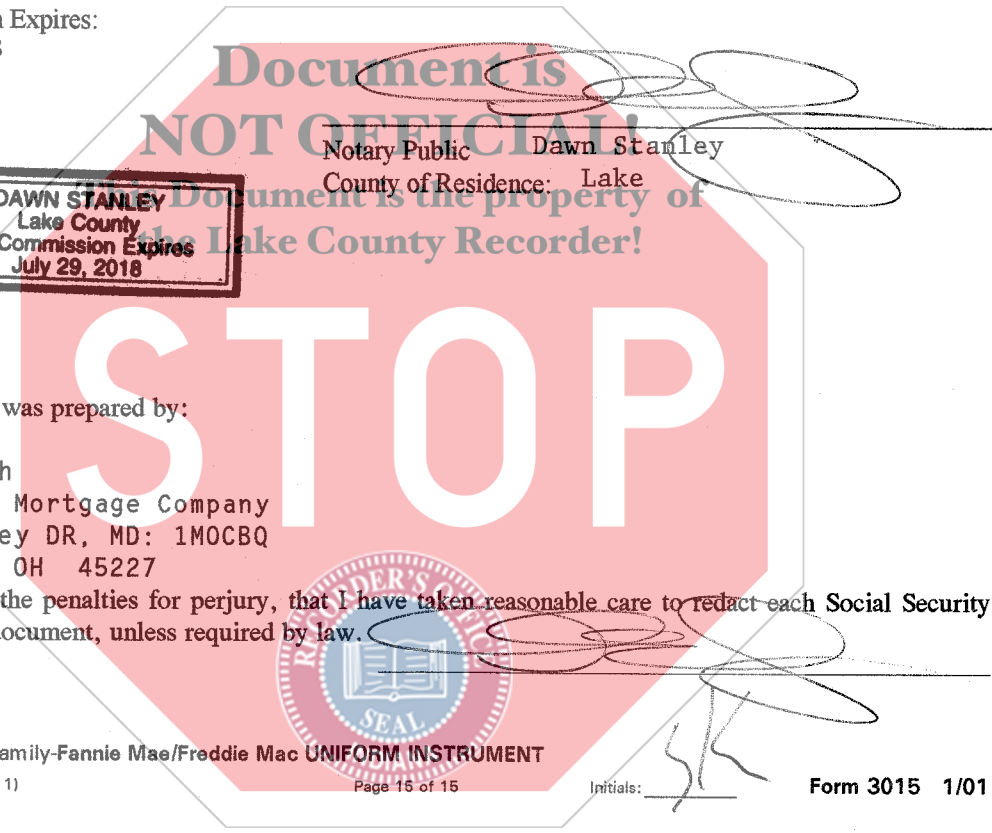 Expires:
Document is
NOT OFFICIAL!
Notary Public Dawn Stanley
County of Residence: Lake
This Document is the property of
the Lake County Recorder!
DAWN STANLEY
Lake County
Commission Expires
July 29, 2018
STOP
was prepared by:
h
Mortgage Company
ey DR, MD: 1MOCBQ
OH 45227
the penalties for perjury, that I have taken reasonable care to redact each Social Security
document, unless required by law.
RECORDER'S OFFICE
SEAL
INDIANA
amily-Fannie Mae/Freddie Mac UNIFORM INSTRUMENT
1)
Page 15 of 15
Initials: SK
Form 3015 1/01